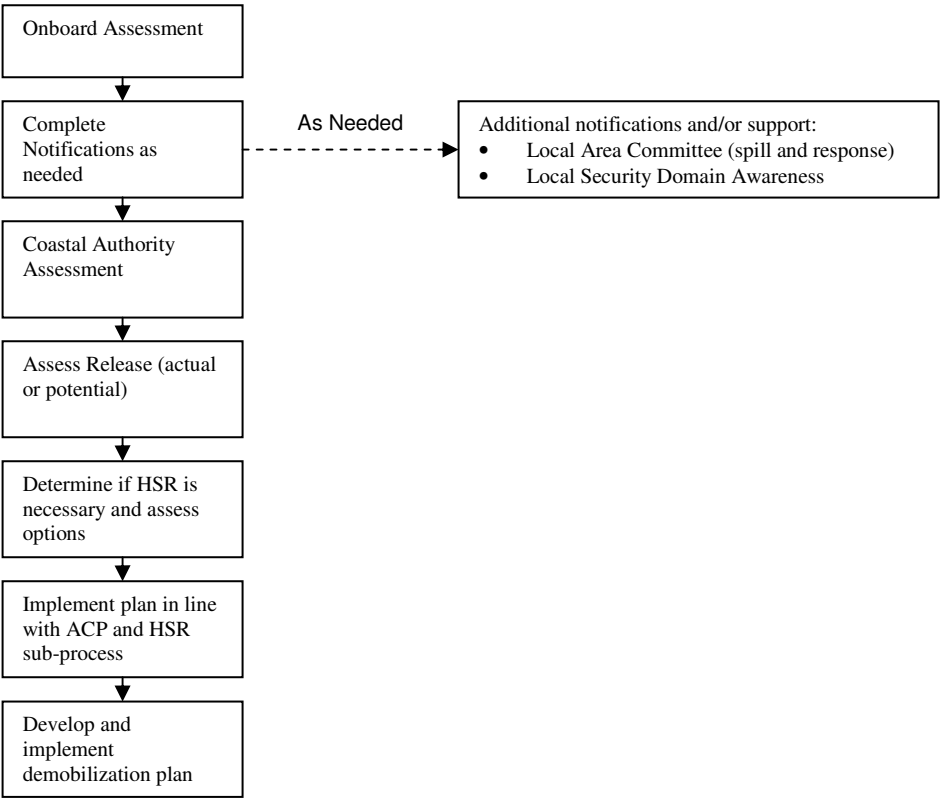 Onboard Assessment
Complete
Notifications as
needed
As Needed
Additional notifications and/or support:
• Local Area Committee (spill and response)
• Local Security Domain Awareness
Coastal Authority
Assessment
Assess Release (actual
or potential)
Determine if HSR is
necessary and assess
options
Implement plan in line
with ACP and HSR
sub-process
Develop and
implement
demobilization plan